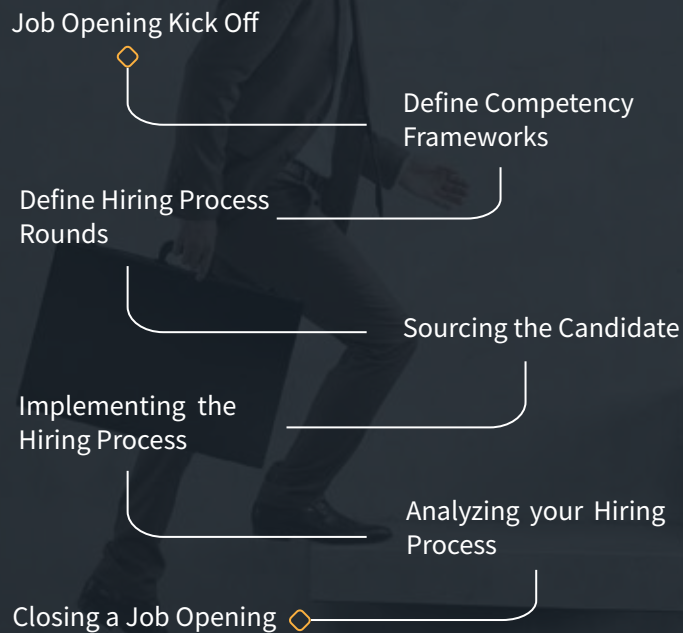 Job Opening Kick Off
Define Competency
Frameworks
Define Hiring Process
Rounds
Sourcing the Candidate
Implementing the
Hiring Process
Analyzing your Hiring
Process
Closing a Job Opening